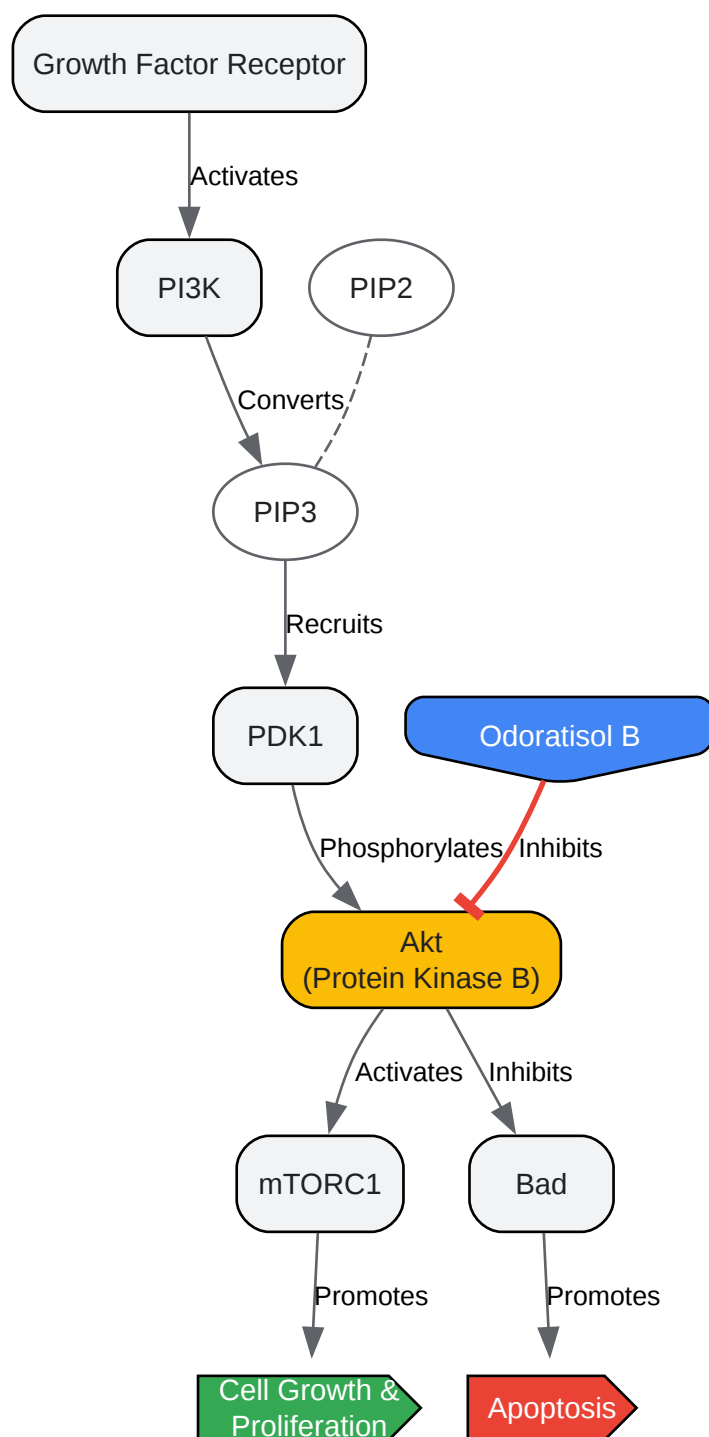 Growth Factor Receptor
Activates
PI3K
PIP2
Converts
PIP3
Recruits
PDK1
Odoratisol B
Phosphorylates
Inhibits
Akt
(Protein Kinase B)
Activates
Inhibits
mTORC1
Bad
Promotes
Promotes
Cell Growth &
Proliferation
Apoptosis